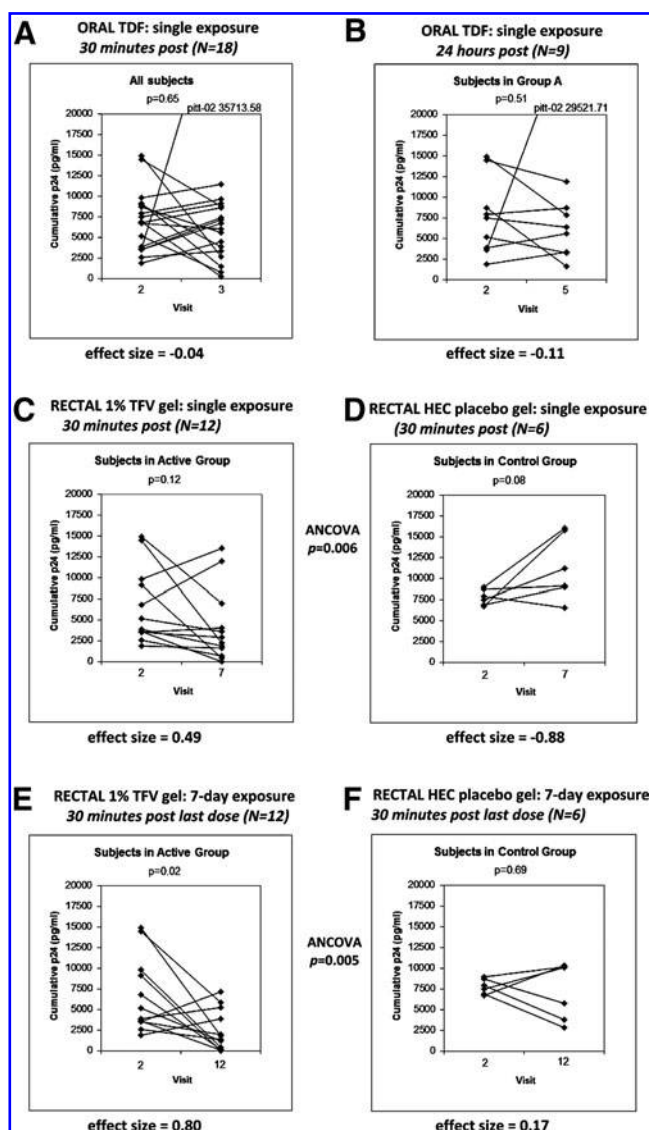 A
ORAL TDF: single exposure
30 minutes post (N=18)
All subjects
p=0.65
pitt-02 35713.58
20000
17500
15000
12500
10000
7500
5000
2500
0
Cumulative p24 (pg/ml)
2
3
Visit
effect size = -0.04
B
ORAL TDF: single exposure
24 hours post (N=9)
Subjects in Group A
p=0.51
pitt-02 29521.71
20000
17500
15000
12500
10000
7500
5000
2500
0
Cumulative p24 (pg/ml)
2
5
Visit
effect size = -0.11
C
RECTAL 1% TFV gel: single exposure
30 minutes post (N=12)
Subjects in Active Group
p=0.12
20000
17500
15000
12500
10000
7500
5000
2500
0
Cumulative p24 (pg/ml)
2
7
Visit
effect size = 0.49
ANCOVA
p=0.006
D
RECTAL HEC placebo gel: single exposure
(30 minutes post (N=6)
Subjects in Control Group
p=0.08
20000
17500
15000
12500
10000
7500
5000
2500
0
Cumulative p24 (pg/ml)
2
7
Visit
effect size = -0.88
E
RECTAL 1% TFV gel: 7-day exposure
30 minutes post last dose (N=12)
Subjects in Active Group
p=0.02
20000
17500
15000
12500
10000
7500
5000
2500
0
Cumulative p24 (pg/ml)
2
12
Visit
effect size = 0.80
ANCOVA
p=0.005
F
RECTAL HEC placebo gel: 7-day exposure
30 minutes post last dose (N=6)
Subjects in Control Group
p=0.69
20000
17500
15000
12500
10000
7500
5000
2500
0
Cumulative p24 (pg/ml)
2
12
Visit
effect size = 0.17